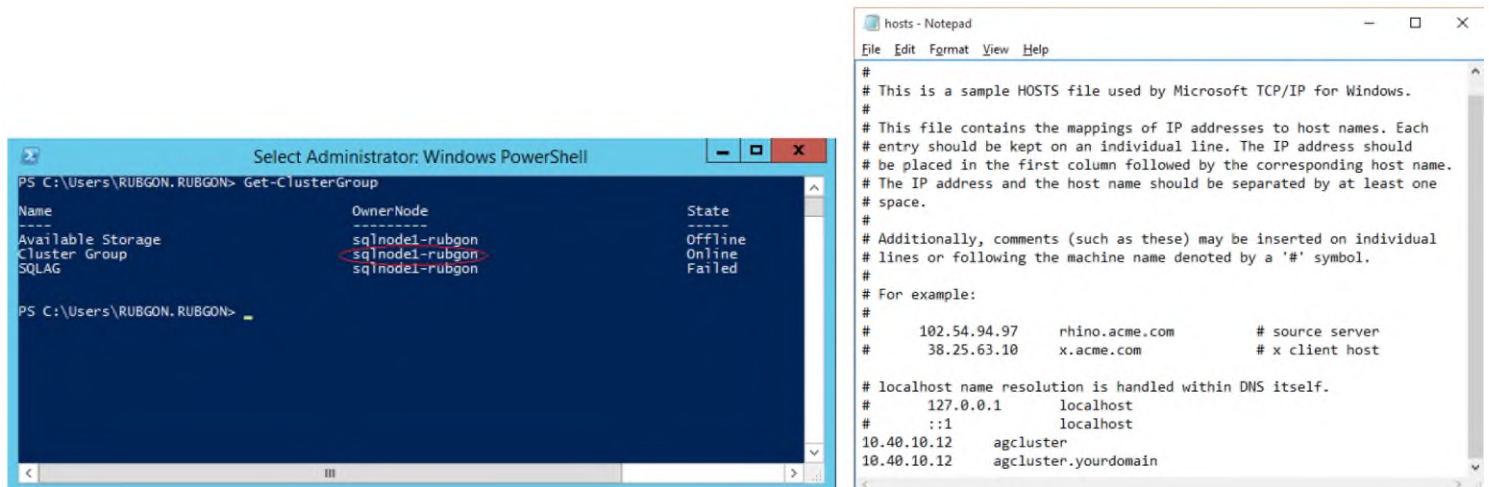 Select Administrator: Windows PowerShell
PS C:\Users\RUBGON.RUBGON> Get-ClusterGroup
Name OwnerNode State
---- --------- -----
Available Storage sqlnode1-rubgon Offline
Cluster Group sqlnode1-rubgon Online
SQLAG sqlnode1-rubgon Failed
PS C:\Users\RUBGON.RUBGON>
hosts - Notepad
File Edit Format View Help
#
# This is a sample HOSTS file used by Microsoft TCP/IP for Windows.
#
# This file contains the mappings of IP addresses to host names. Each
# entry should be kept on an individual line. The IP address should
# be placed in the first column followed by the corresponding host name.
# The IP address and the host name should be separated by at least one
# space.
#
# Additionally, comments (such as these) may be inserted on individual
# lines or following the machine name denoted by a '#' symbol.
#
# For example:
#
# 102.54.94.97 rhino.acme.com # source server
# 38.25.63.10 x.acme.com # x client host
# localhost name resolution is handled within DNS itself.
# 127.0.0.1 localhost
# ::1 localhost
10.40.10.12 agcluster
10.40.10.12 agcluster.yourdomain